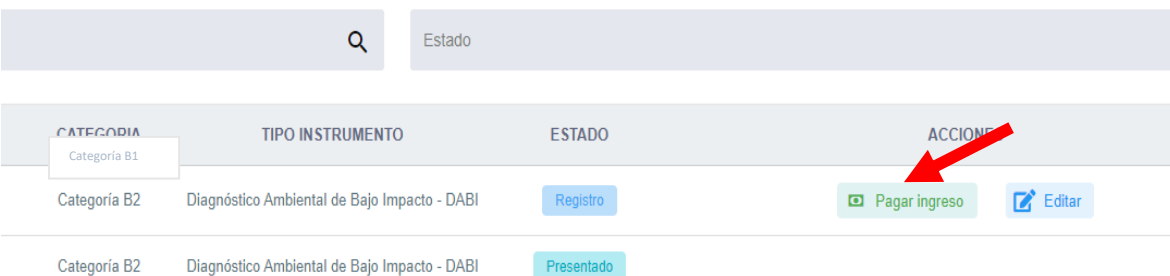 Estado
CATEGORIA TIPO INSTRUMENTO ESTADO ACCIONE
Categoría B1
Categoría B2 Diagnóstico Ambiental de Bajo Impacto - DABI Registro Pagar ingreso Editar
Categoría B2 Diagnóstico Ambiental de Bajo Impacto - DABI Presentado